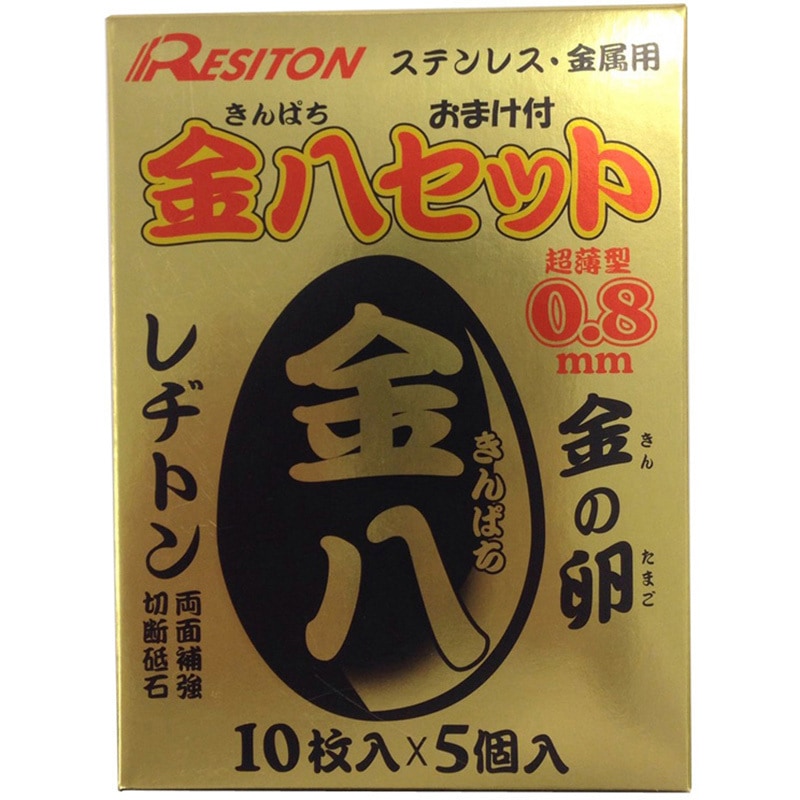 RESITON ステンレス・金属用
きんぱち おまけ付
金八セット
超薄型
0.8
mm
レヂトン
両面補強
切断砥石
金八
きんぱち
金の卵
きん
たまご
10枚入×5個入